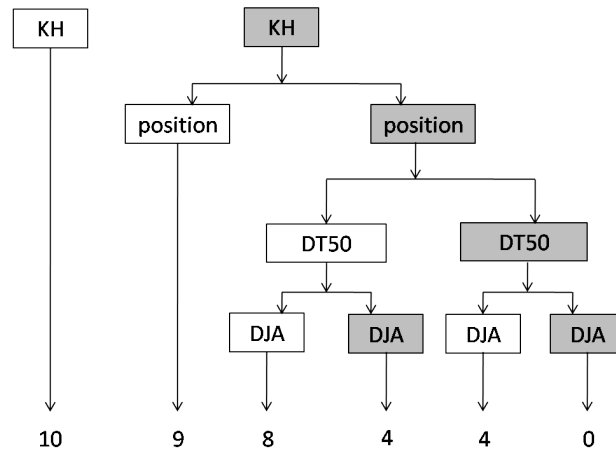 KH KH
position position
DT50 DT50
DJA DJA DJA DJA
10 9 8 4 4 0